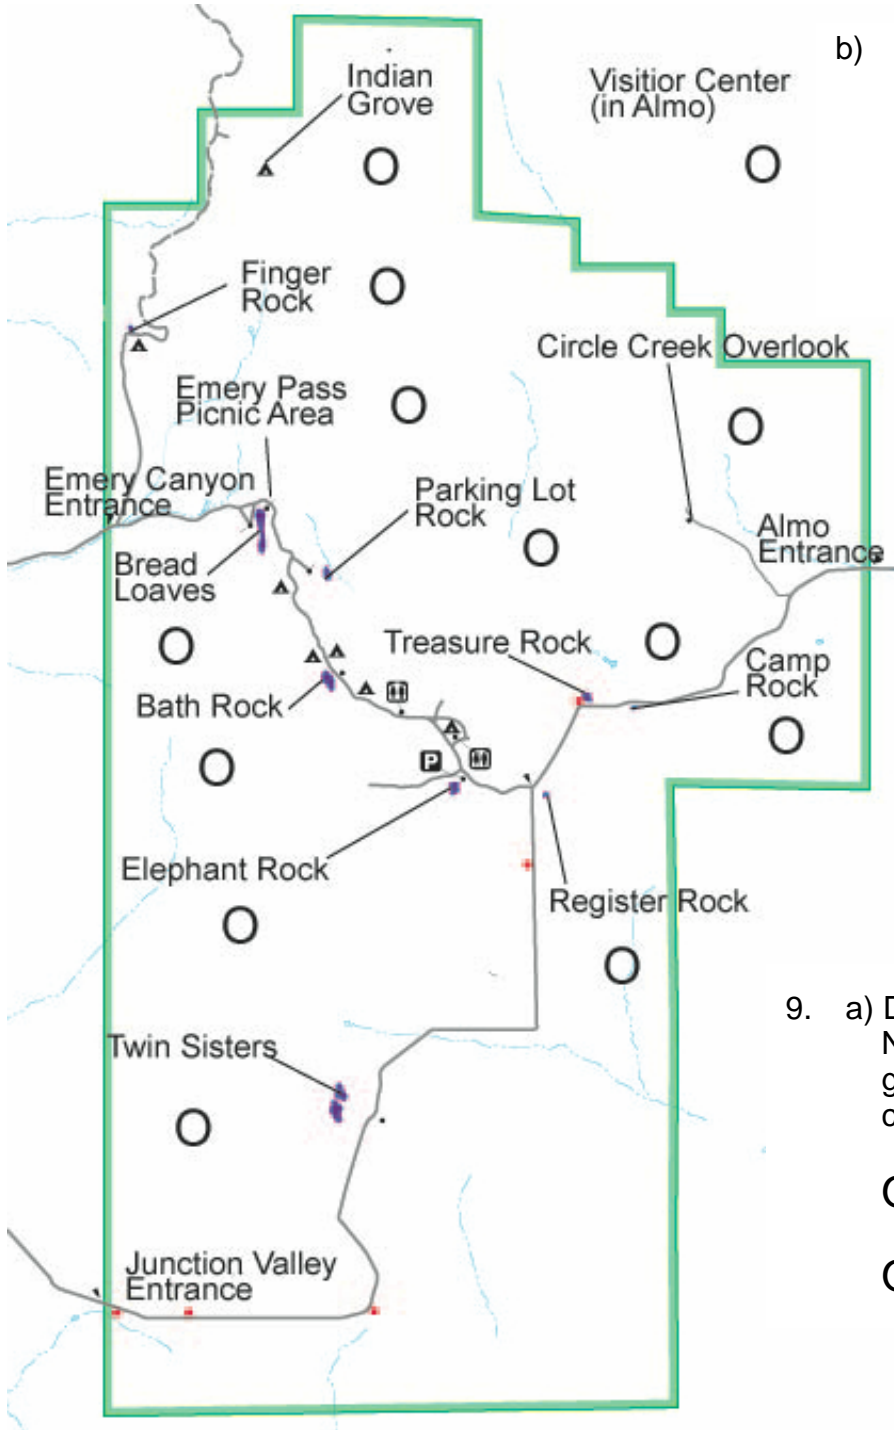 b)
Indian
Grove
Visitior Center
(in Almo)
O
O
Finger
Rock
O
Circle Creek Overlook
Emery Pass
Picnic Area
O
O
Emery Canyon
Entrance
Parking Lot
Rock
Almo
Entrance
O
Bread
Loaves
O
Treasure Rock
O
Camp
Rock
Bath Rock
O
P
O
Elephant Rock
Register Rock
O
O
9. a)
Twin Sisters
O
Junction Valley
Entrance